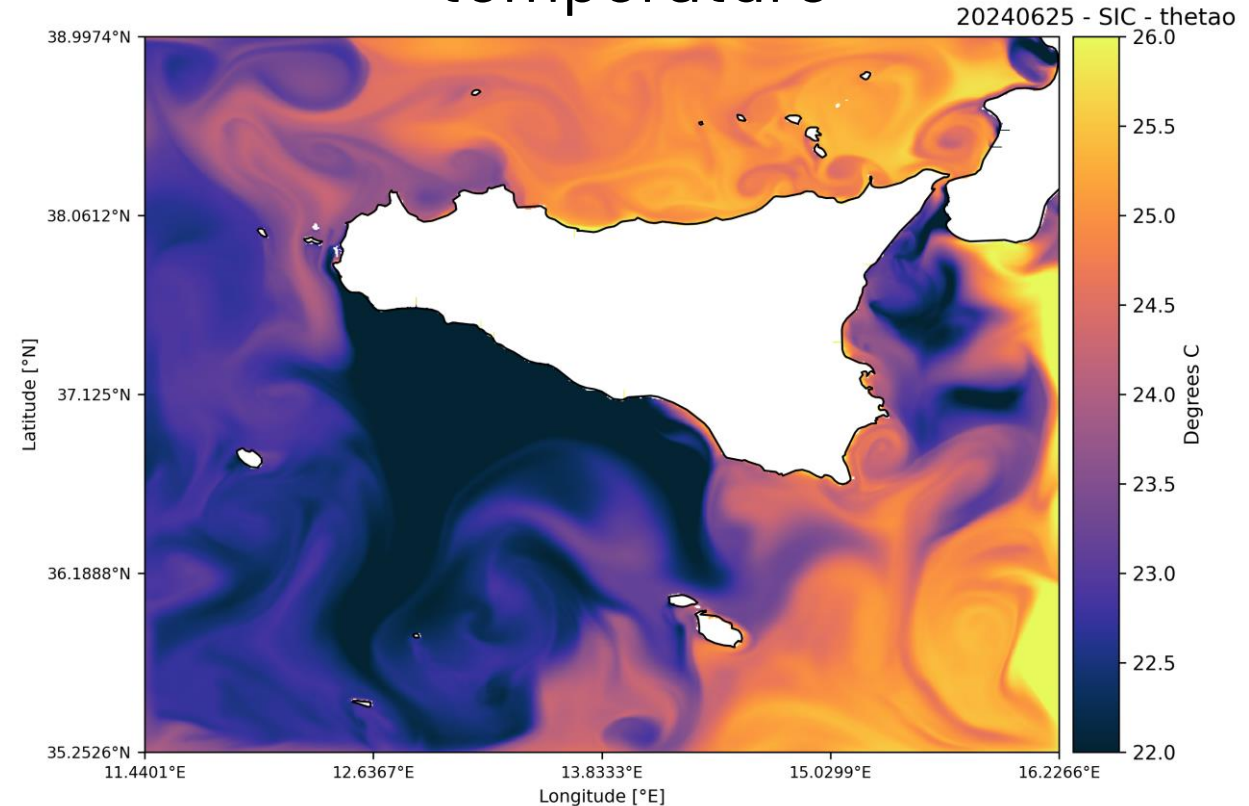 temperature
20240625 - SIC - thetao
38.9974°N
38.0612°N
37.125°N
36.1888°N
35.2526°N
Latitude [°N]
11.4401°E 12.6367°E 13.8333°E 15.0299°E 16.2266°E
Longitude [°E]
26.0
25.5
25.0
24.5
24.0
23.5
23.0
22.5
22.0
Degrees C